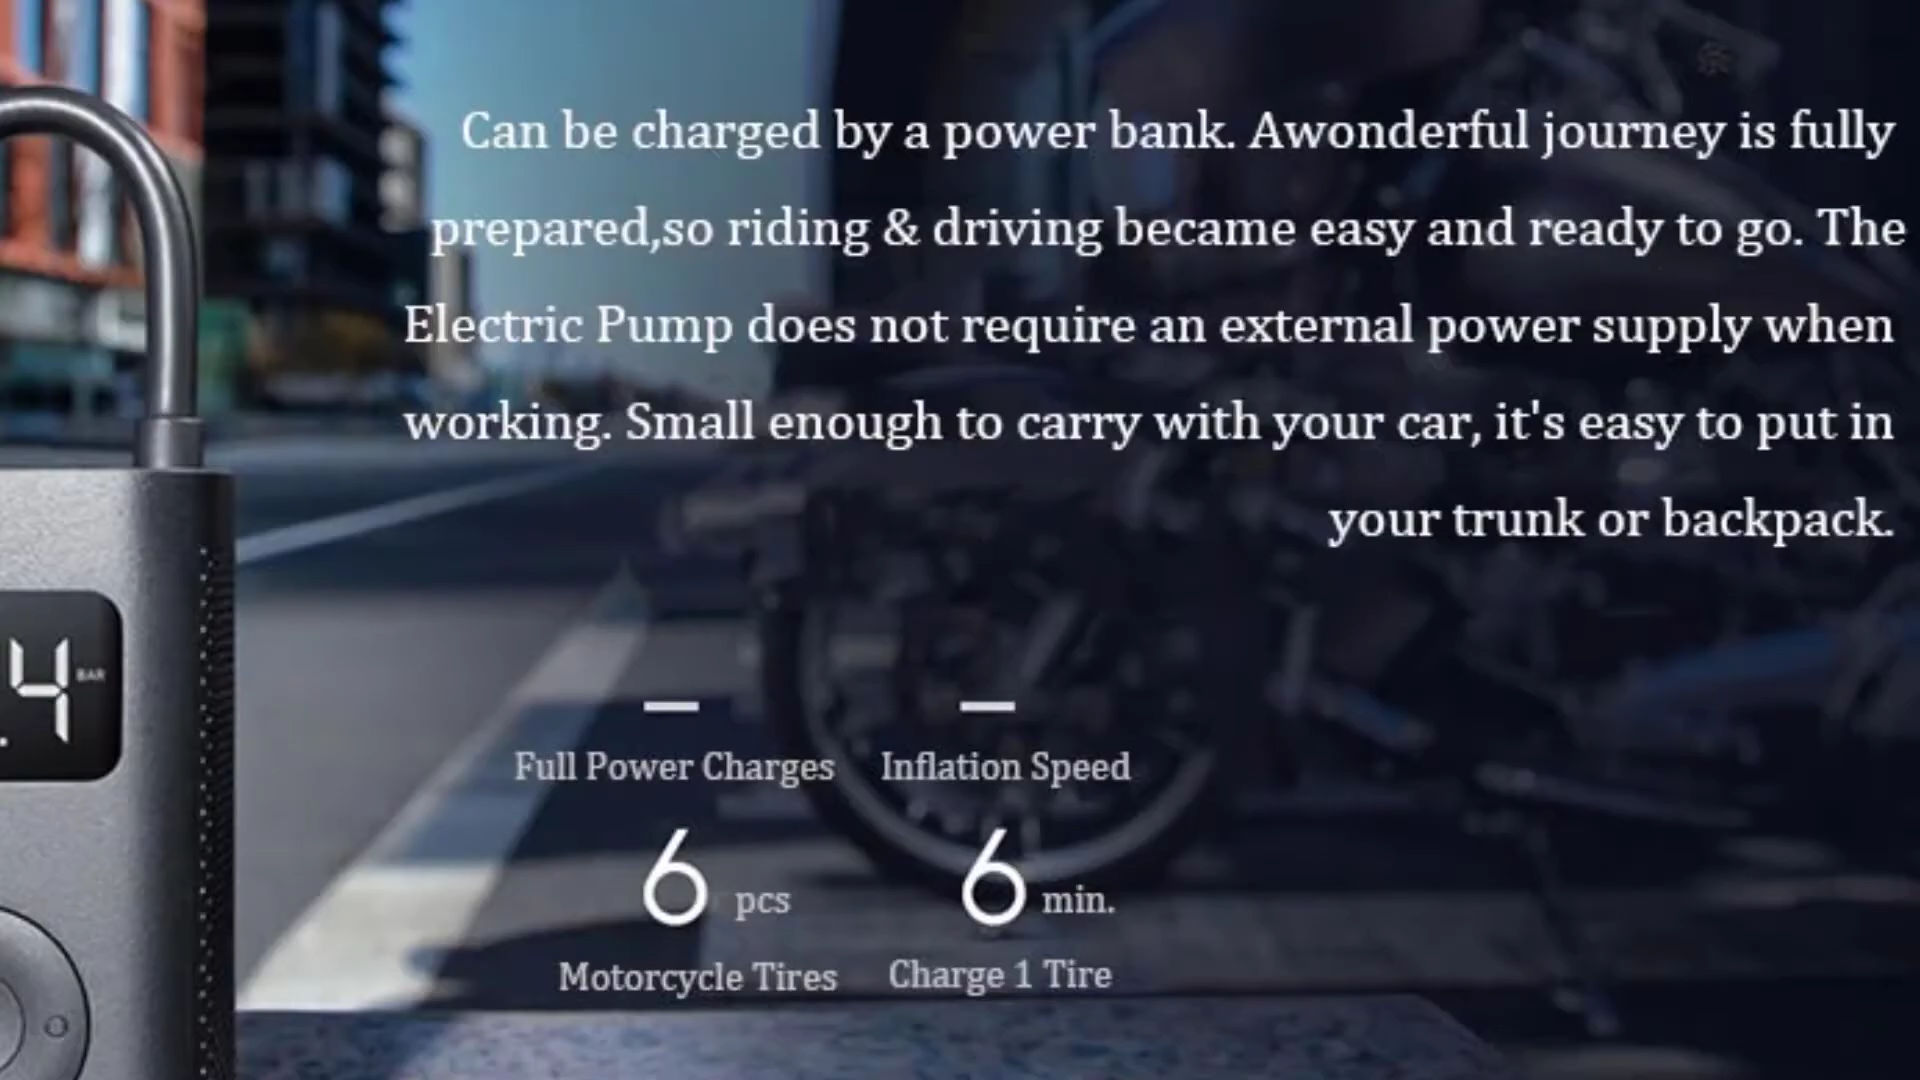 Can be charged by a power bank. Awonderful journey is fully
prepared,so riding & driving became easy and ready to go. The
Electric Pump does not require an external power supply when
working. Small enough to carry with your car, it's easy to put in
your trunk or backpack.
.4 BAR
Full Power Charges
Inflation Speed
6 pcs
6 min.
Motorcycle Tires
Charge 1 Tire